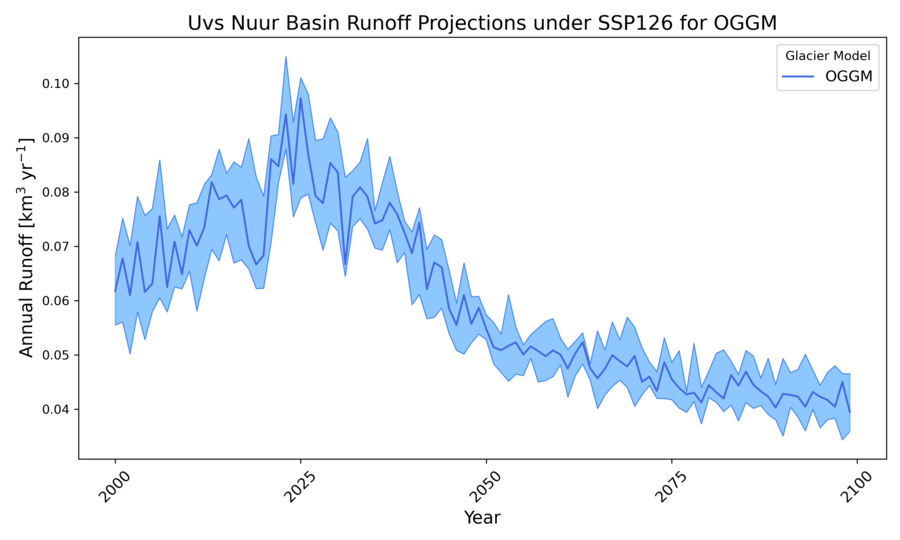 Uvs Nuur Basin Runoff Projections under SSP126 for OGGM
Glacier Model
OGGM
Annual Runoff [km³ yr⁻¹]
0.10
0.09
0.08
0.07
0.06
0.05
0.04
2000
2025
2050
2075
2100
Year